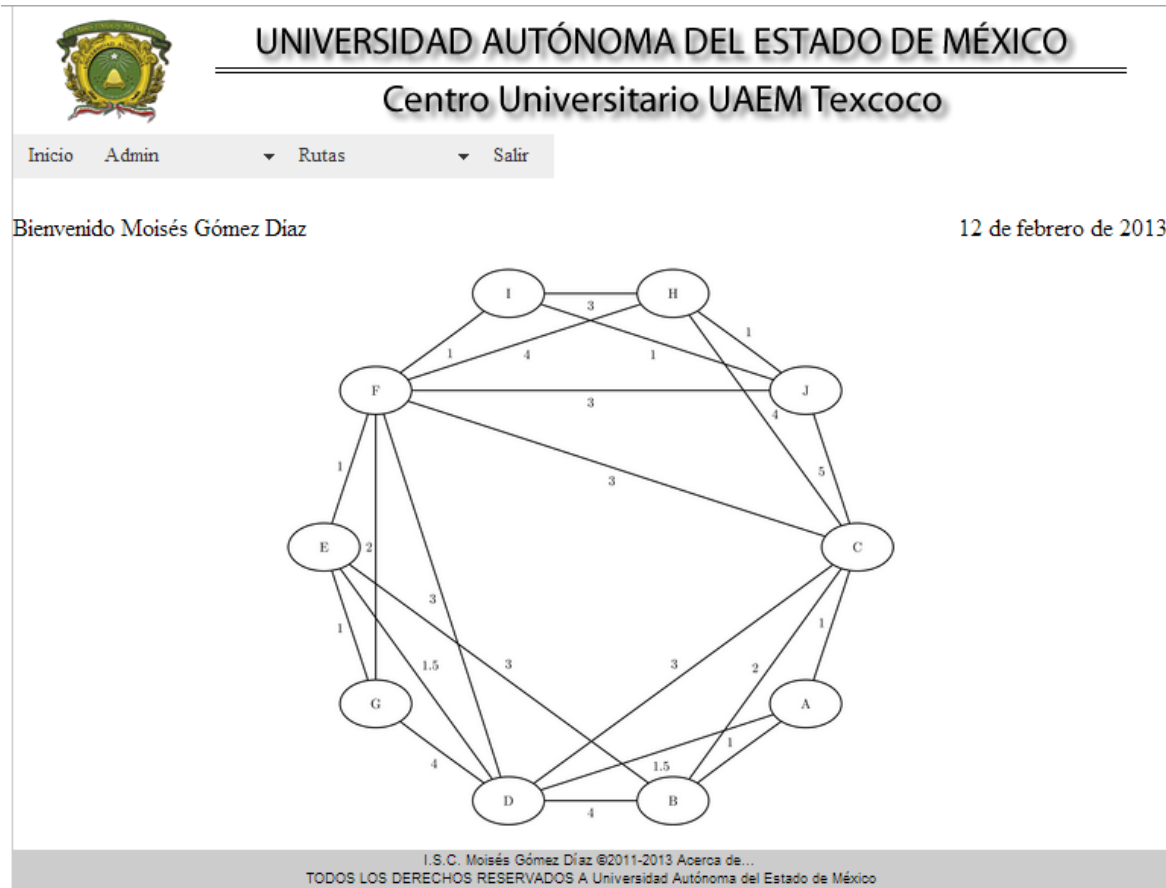 UNIVERSIDAD AUTÓNOMA DEL ESTADO DE MÉXICO
Centro Universitario UAEM Texcoco
Inicio Admin Rutas Salir
Bienvenido Moisés Gómez Diaz 12 de febrero de 2013
I H
3
1 4 1 1
F J
3
4
1 5
3
E 2 C
3
1 1
1.5 3 3 2
G A
1
4 1.5
D B
4
I.S.C. Moisés Gómez Díaz ©2011-2013 Acerca de...
TODOS LOS DERECHOS RESERVADOS A Universidad Autónoma del Estado de México